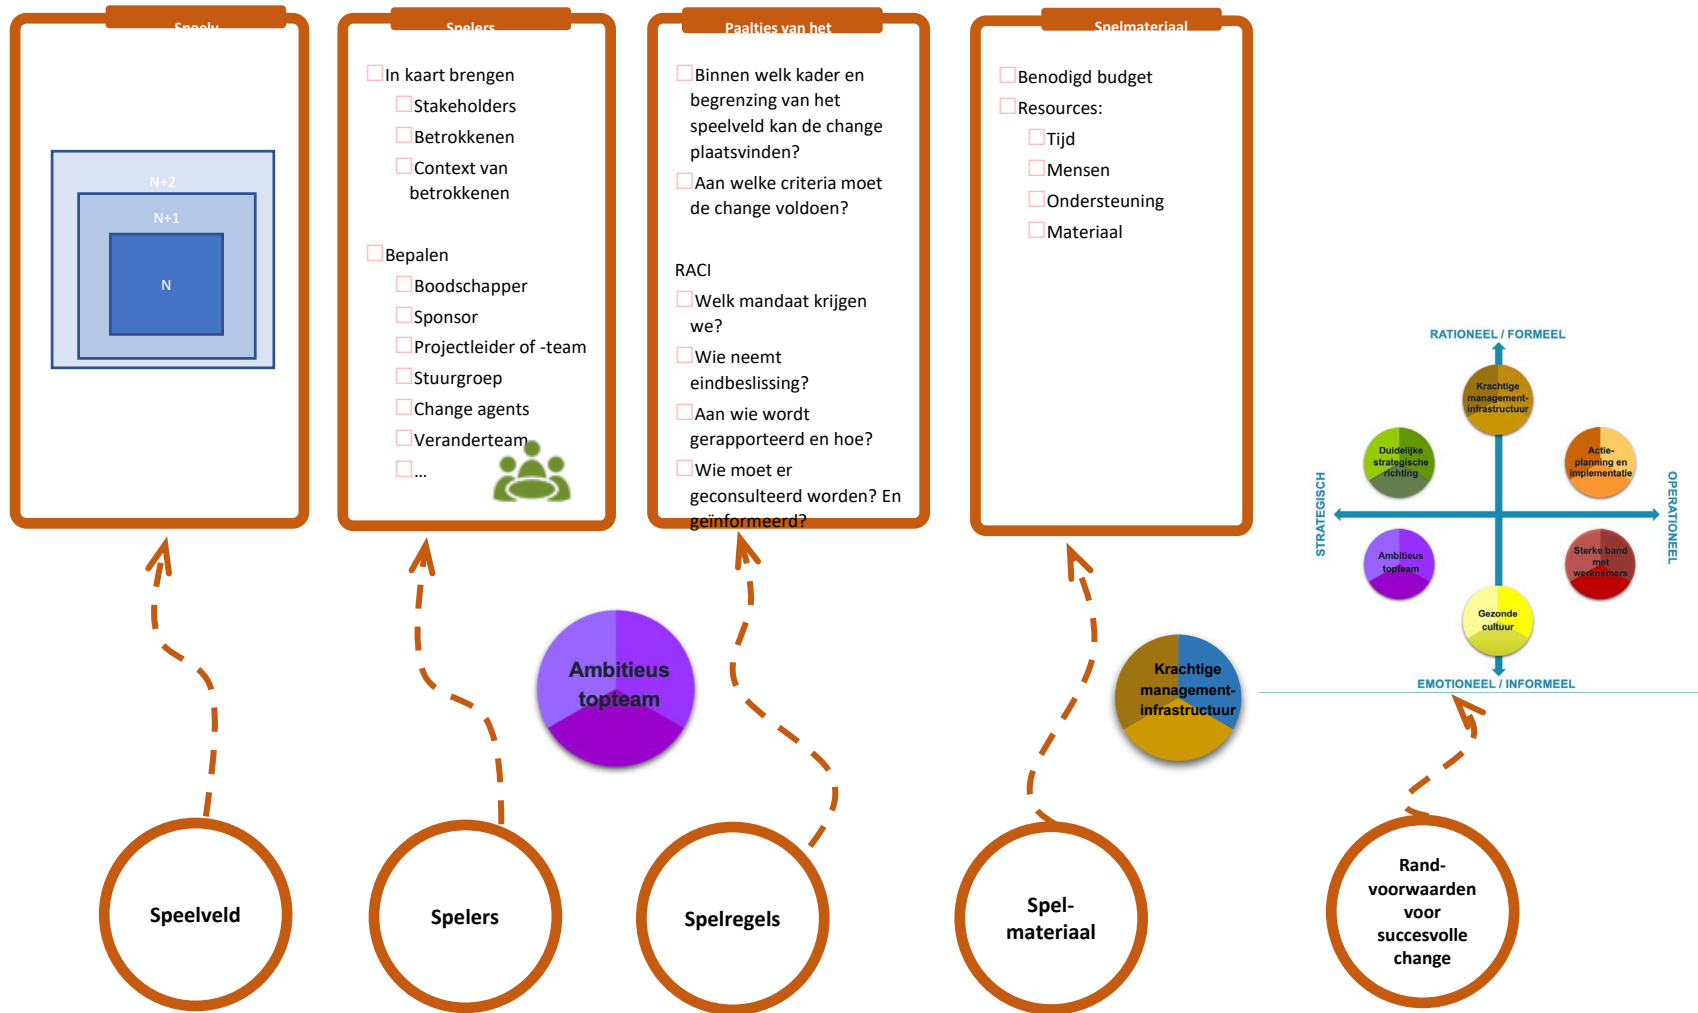 Speelv
N+2
N+1
N
Spelers
In kaart brengen
Stakeholders
Betrokkenen
Context van
betrokkenen
Bepalen
Boodschapper
Sponsor
Projectleider of -team
Stuurgroep
Change agents
Veranderteam
...
Paaltjes van het
Binnen welk kader en
begrenzing van het
speelveld kan de change
plaatsvinden?
Aan welke criteria moet
de change voldoen?
RACI
Welk mandaat krijgen
we?
Wie neemt
eindbeslissing?
Aan wie wordt
gerapporteerd en hoe?
Wie moet er
geconsulteerd worden? En
geïnformeerd?
Spelmateriaal
Benodigd budget
Resources:
Tijd
Mensen
Ondersteuning
Materiaal
RATIONEEL / FORMEEL
Krachtige
management-
infrastructuur
Duidelijke
strategische
richting
Actie-
planning en
implementatie
STRATEGISCH
OPERATIONEEL
Ambitieus
topteam
Sterke band
met
werknemers
Gezonde
cultuur
EMOTIONEEL / INFORMEEL
Ambitieus
topteam
Krachtige
management-
infrastructuur
Speelveld
Spelers
Spelregels
Spel-
materiaal
Rand-
voorwaarden
voor
succesvolle
change